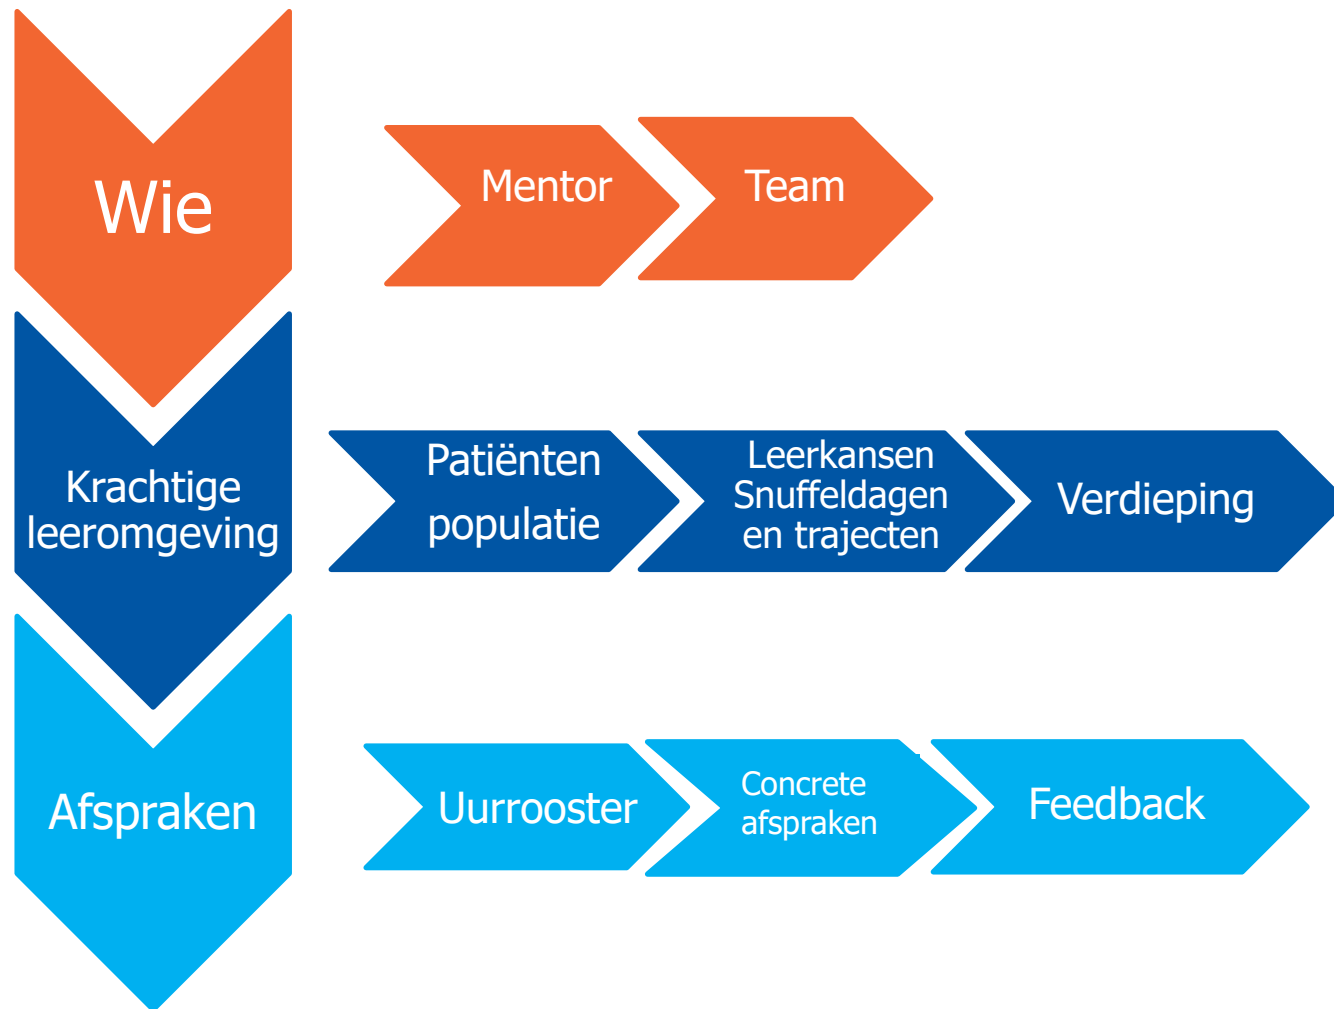 Wie
Mentor
Team
Krachtige
leeromgeving
Patiënten
populatie
Leerkansen
Snuffeldagen
en trajecten
Verdieping
Afspraken
Uurrooster
Concrete
afspraken
Feedback